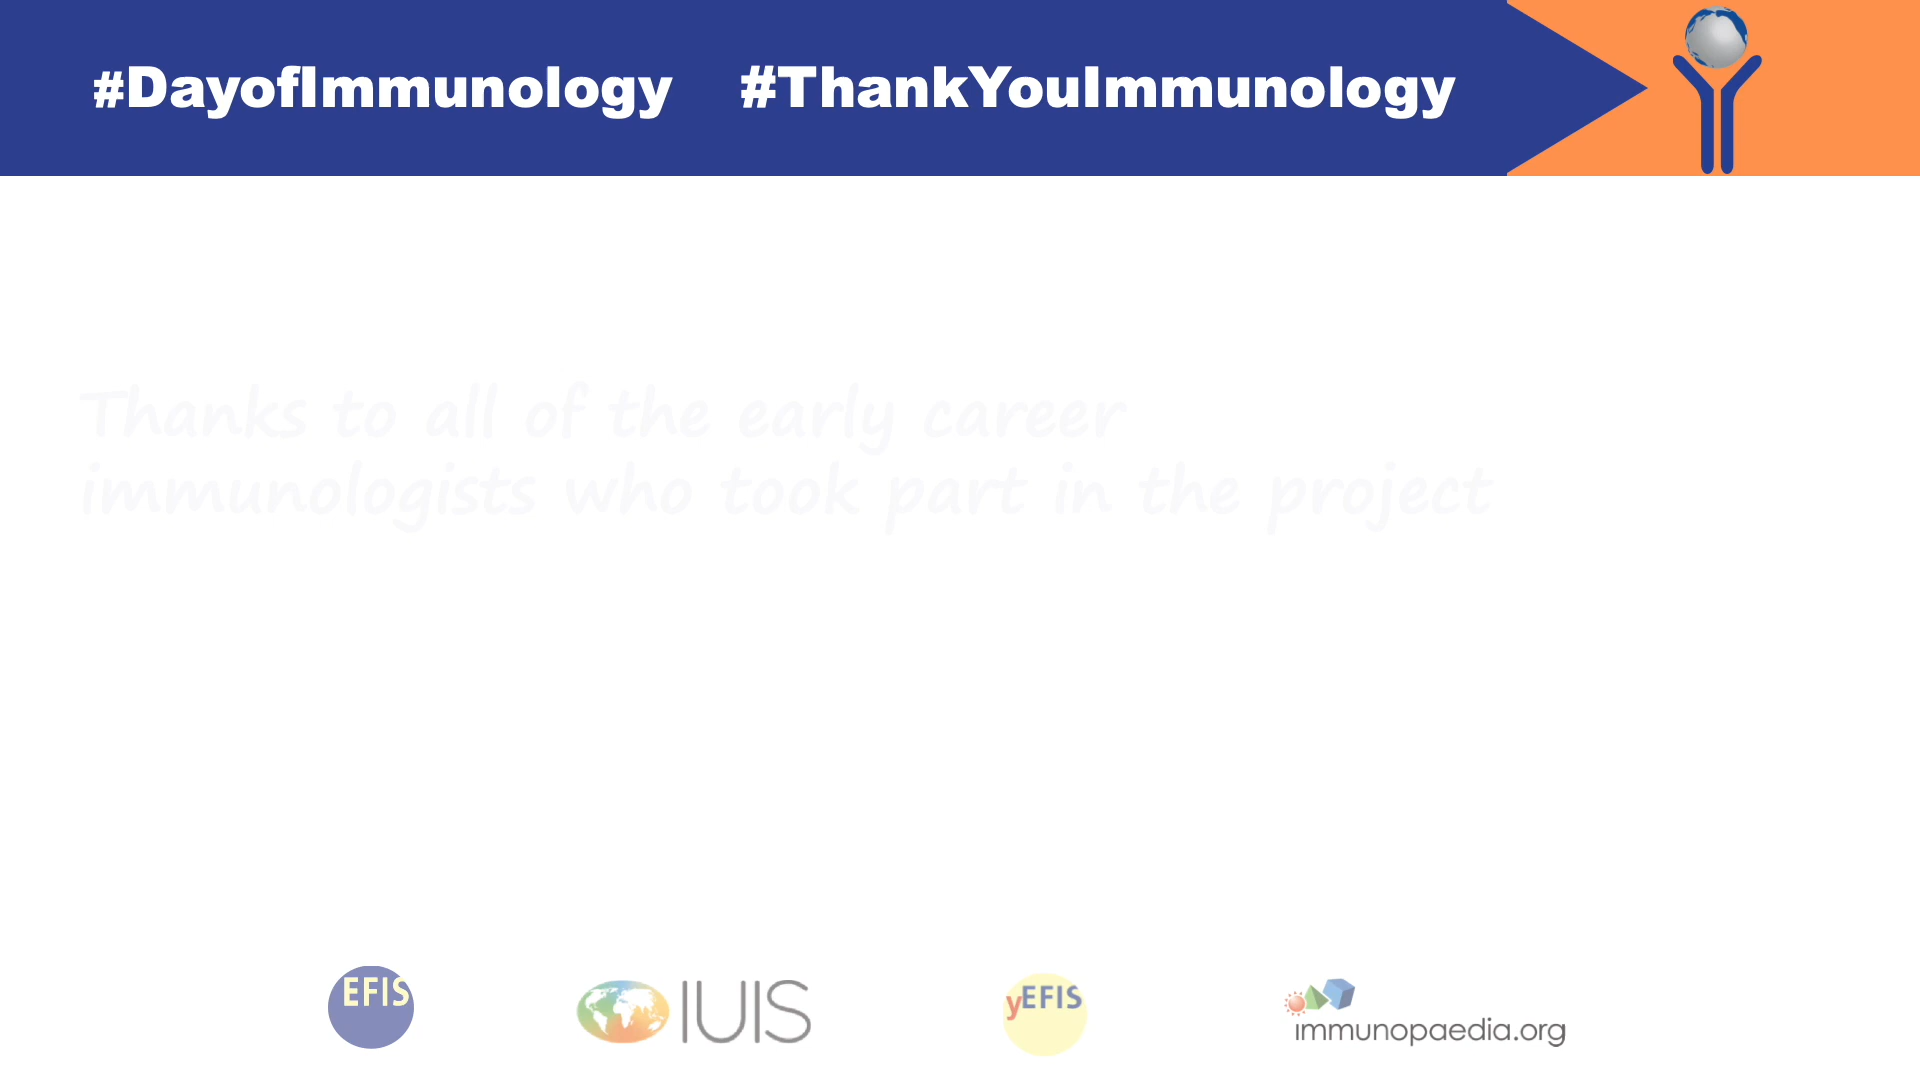 #DayofImmunology #ThankYouImmunology
Thanks to all of the early career
immunologists who took part in the project
EFIS
IUIS
yEFIS
immunopaedia.org